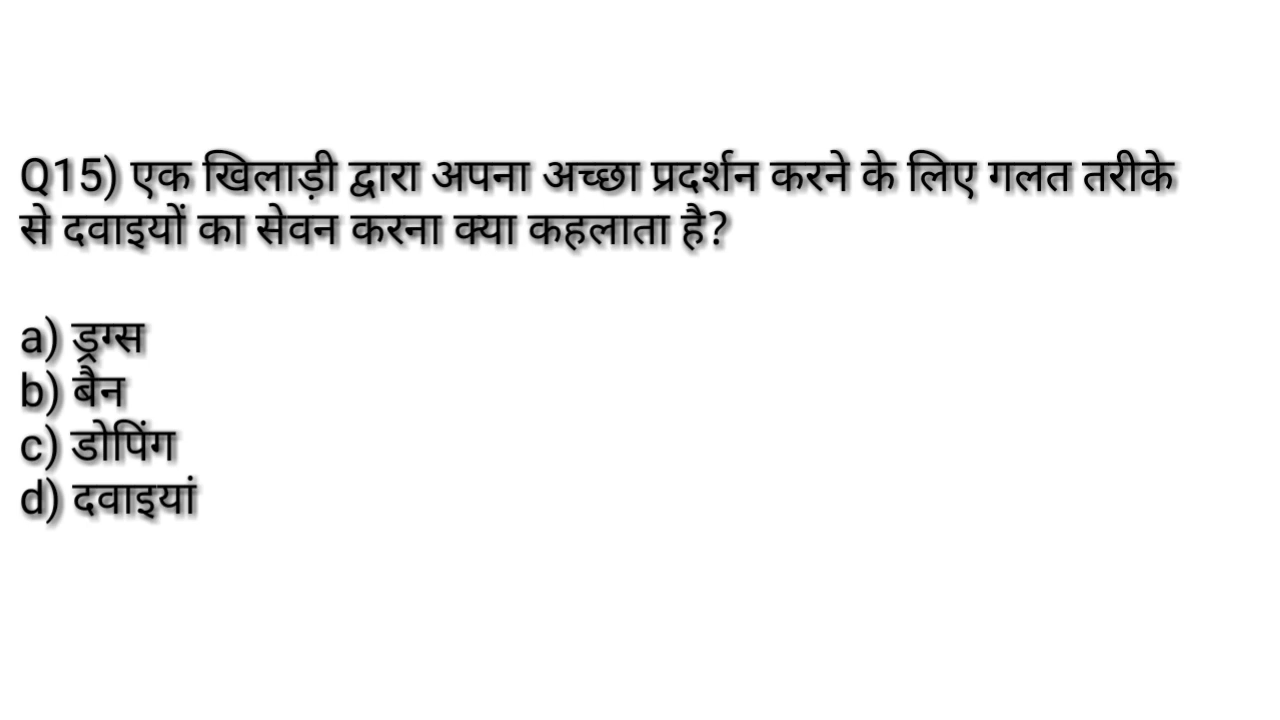 Q15) एक खिलाड़ी द्वारा अपना अच्छा प्रदर्शन करने के लिए गलत तरीके
से दवाइयों का सेवन करना क्या कहलाता है?
a) ड्रग्स
b) बैन
c) डोपिंग
d) दवाइयां